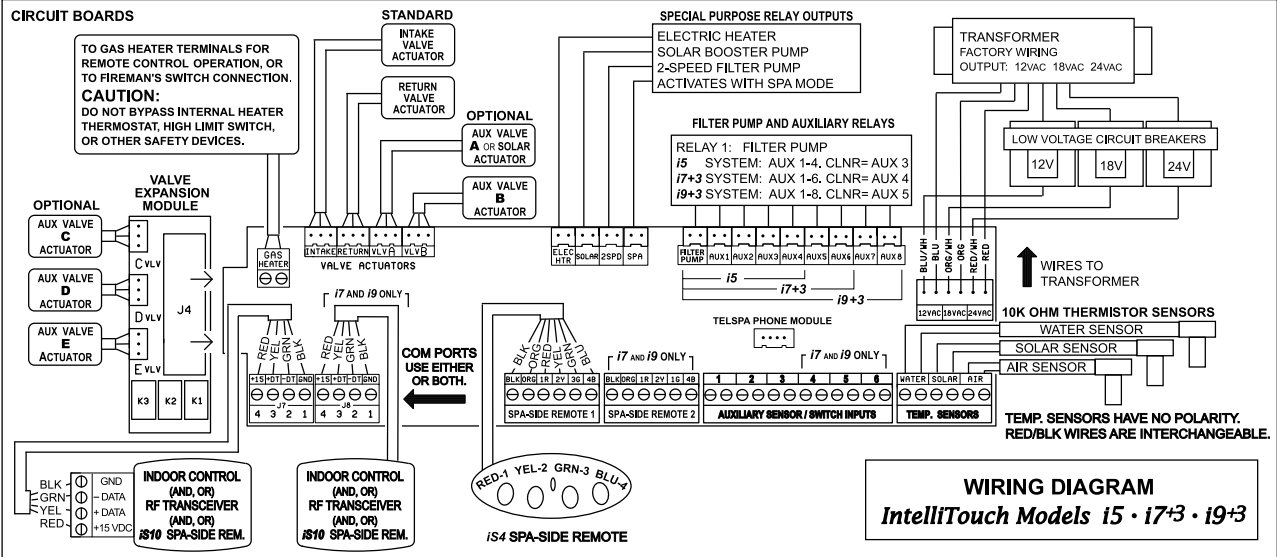 CIRCUIT BOARDS
TO GAS HEATER TERMINALS FOR
REMOTE CONTROL OPERATION, OR
TO FIREMAN'S SWITCH CONNECTION.
CAUTION:
DO NOT BYPASS INTERNAL HEATER
THERMOSTAT, HIGH LIMIT SWITCH,
OR OTHER SAFETY DEVICES.
STANDARD
INTAKE
VALVE
ACTUATOR
RETURN
VALVE
ACTUATOR
OPTIONAL
AUX VALVE
A OR SOLAR
ACTUATOR
AUX VALVE
B
ACTUATOR
SPECIAL PURPOSE RELAY OUTPUTS
ELECTRIC HEATER
SOLAR BOOSTER PUMP
2-SPEED FILTER PUMP
ACTIVATES WITH SPA MODE
FILTER PUMP AND AUXILIARY RELAYS
RELAY 1: FILTER PUMP
i5 SYSTEM: AUX 1-4. CLNR= AUX 3
i7+3 SYSTEM: AUX 1-6. CLNR= AUX 4
i9+3 SYSTEM: AUX 1-8. CLNR= AUX 5
TRANSFORMER
FACTORY WIRING
OUTPUT: 12VAC 18VAC 24VAC
LOW VOLTAGE CIRCUIT BREAKERS
12V 18V 24V
BLU/WH
BLU
ORG/WH
ORG
RED/WH
RED
12VAC 18VAC 24VAC
WIRES TO
TRANSFORMER
VALVE
EXPANSION
MODULE
OPTIONAL
AUX VALVE
C
ACTUATOR
AUX VALVE
D
ACTUATOR
AUX VALVE
E
ACTUATOR
C VLV
D VLV
E VLV
J4
K3 K2 K1
GAS
HEATER
INTAKE RETURN VLV A VLV B
VALVE ACTUATORS
ELEC
HTR SOLAR 2SPD SPA
FILTER
PUMP AUX1 AUX2 AUX3 AUX4 AUX5 AUX6 AUX7 AUX8
i5
i7+3
i9+3
TELSPA PHONE MODULE
10K OHM THERMISTOR SENSORS
WATER SENSOR
SOLAR SENSOR
AIR SENSOR
TEMP. SENSORS HAVE NO POLARITY.
RED/BLK WIRES ARE INTERCHANGEABLE.
i7 AND i9 ONLY
RED
YEL
GRN
BLK
RED
YEL
GRN
BLK
+15 +DT -DT GND
J7
4 3 2 1
+15 +DT -DT GND
J8
4 3 2 1
COM PORTS
USE EITHER
OR BOTH.
BLK
ORG
RED
YEL
GRN
BLU
BLK ORG 1R 2Y 3G 4B
SPA-SIDE REMOTE 1
i7 AND i9 ONLY
BLK ORG 1R 2Y 1G 4B
SPA-SIDE REMOTE 2
i7 AND i9 ONLY
1 2 3 4 5 6
AUXILIARY SENSOR / SWITCH INPUTS
WATER SOLAR AIR
TEMP. SENSORS
BLK GND
GRN - DATA
YEL + DATA
RED +15 VDC
INDOOR CONTROL
(AND, OR)
RF TRANSCEIVER
(AND, OR)
iS10 SPA-SIDE REM.
INDOOR CONTROL
(AND, OR)
RF TRANSCEIVER
(AND, OR)
iS10 SPA-SIDE REM.
RED-1 YEL-2 GRN-3 BLU-4
iS4 SPA-SIDE REMOTE
WIRING DIAGRAM
IntelliTouch Models i5 · i7+3 · i9+3